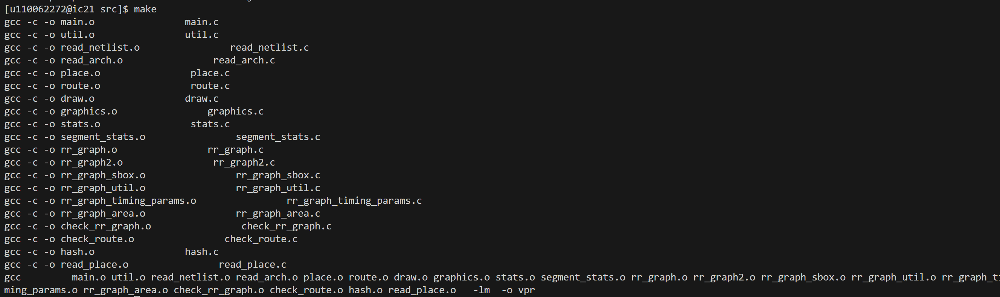 [u110062272@ic21 src]$ make
gcc -c -o main.o                main.c
gcc -c -o util.o                util.c
gcc -c -o read_netlist.o                read_netlist.c
gcc -c -o read_arch.o                read_arch.c
gcc -c -o place.o                place.c
gcc -c -o route.o                route.c
gcc -c -o draw.o                draw.c
gcc -c -o graphics.o                graphics.c
gcc -c -o stats.o                stats.c
gcc -c -o segment_stats.o                segment_stats.c
gcc -c -o rr_graph.o                rr_graph.c
gcc -c -o rr_graph2.o                rr_graph2.c
gcc -c -o rr_graph_sbox.o                rr_graph_sbox.c
gcc -c -o rr_graph_util.o                rr_graph_util.c
gcc -c -o rr_graph_timing_params.o                rr_graph_timing_params.c
gcc -c -o rr_graph_area.o                rr_graph_area.c
gcc -c -o check_rr_graph.o                check_rr_graph.c
gcc -c -o check_route.o                check_route.c
gcc -c -o hash.o                hash.c
gcc -c -o read_place.o                read_place.c
gcc         main.o util.o read_netlist.o read_arch.o place.o route.o draw.o graphics.o stats.o segment_stats.o rr_graph.o rr_graph2.o rr_graph_sbox.o rr_graph_util.o rr_graph_ti
ming_params.o rr_graph_area.o check_rr_graph.o check_route.o hash.o read_place.o   -lm  -o vpr